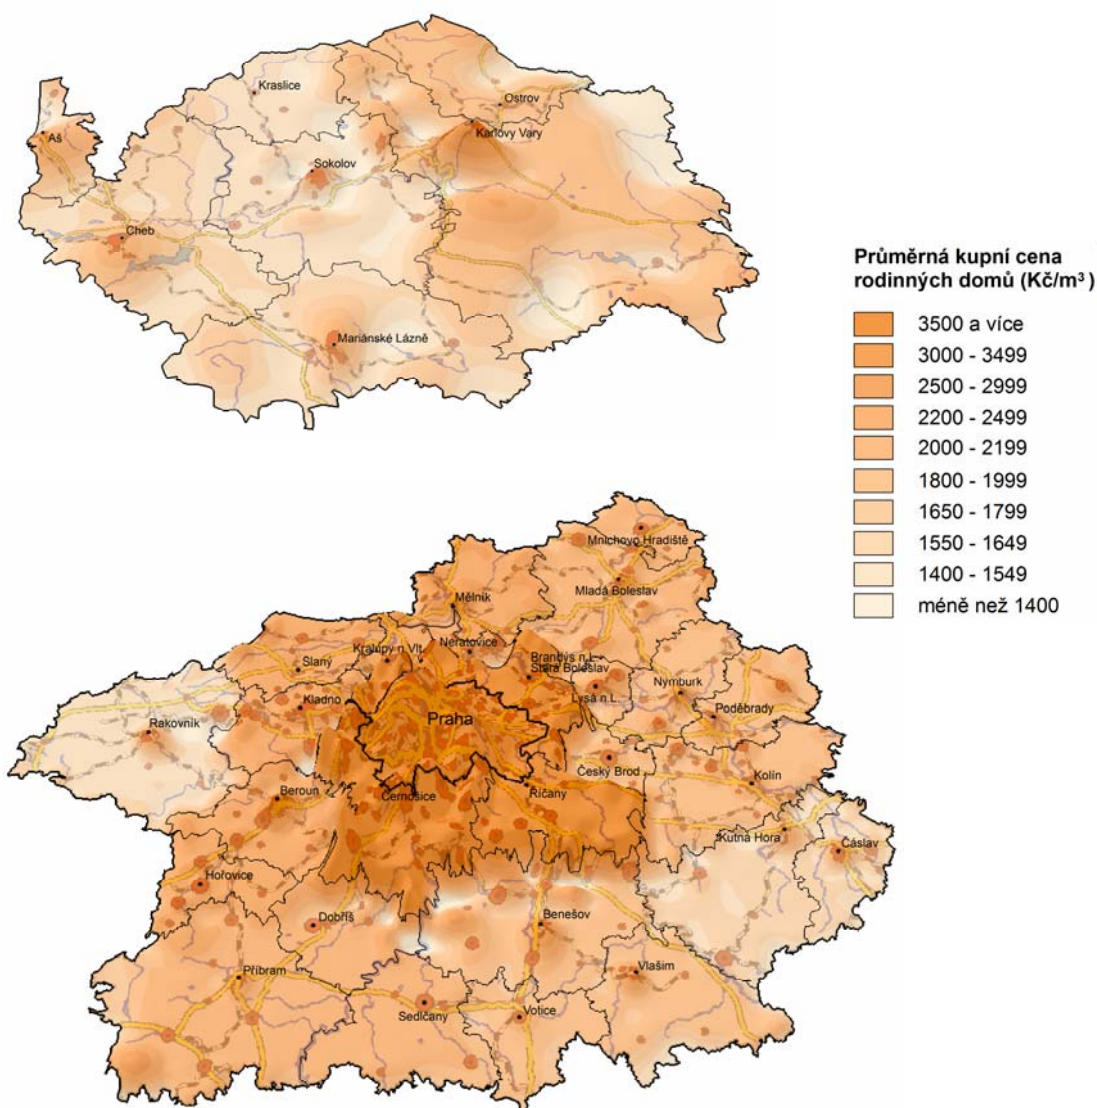 Kraslice
Ostrov
Aš
Karlovy Vary
Sokolov
Cheb
Mariánské Lázně
Průměrná kupní cena
rodinných domů (Kč/m³)
3500 a více
3000 - 3499
2500 - 2999
2200 - 2499
2000 - 2199
1800 - 1999
1650 - 1799
1550 - 1649
1400 - 1549
méně než 1400
Mnichovo Hradiště
Mladá Boleslav
Mělník
Neratovice
Kralupy n.Vlt.
Brandýs n.L.-
Stará Boleslav
Slaný
Lysá n.L.
Nymburk
Kladno
Poděbrady
Praha
Rakovník
Český Brod
Kolín
Beroun
Černošice
Říčany
Kutná Hora
Čáslav
Hořovice
Dobříš
Benešov
Příbram
Vlašim
Sedlčany
Votice